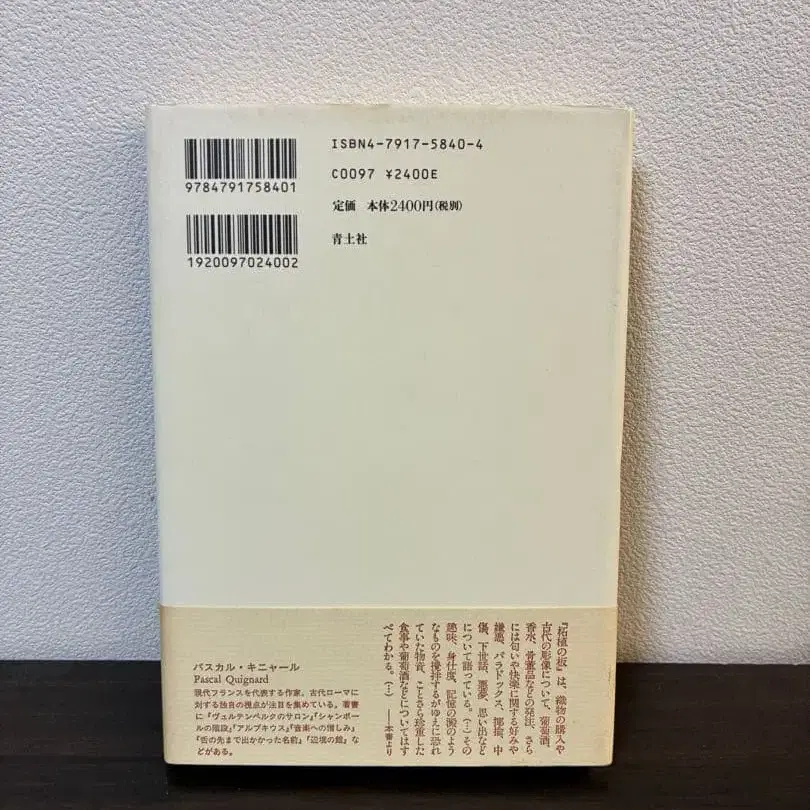 ISBN4-7917-5840-4
9784791758401
C0097 ¥2400E
定価 本体2400円(税別)
1920097024002
青土社
『柘植の板』は、織物の購入や
古代の彫像について、葡萄酒、
香水、骨董品などの発注、さら
には匂いや快楽に関する好みや
嫌悪、パラドックス、揶揄、中
傷、下世話、悪夢、思い出など
について語っている。(…)その
趣味、身仕度、記憶の澱のよう
なものを攪拌するがゆえに恐れ
ていた物音、ことさら珍重した
食事や葡萄酒などについてはす
べてわかる。(…) ──本書より
パスカル・キニャール
Pascal Quignard
現代フランスを代表する作家。古代ローマに
対する独自の視点が注目を集めている。著書
に『ヴュルテンベルクのサロン』『シャンボー
ルの階段』『アルブキウス』『音楽への憎しみ』
『舌の先まで出かかった名前』『辺境の館』な
どがある。